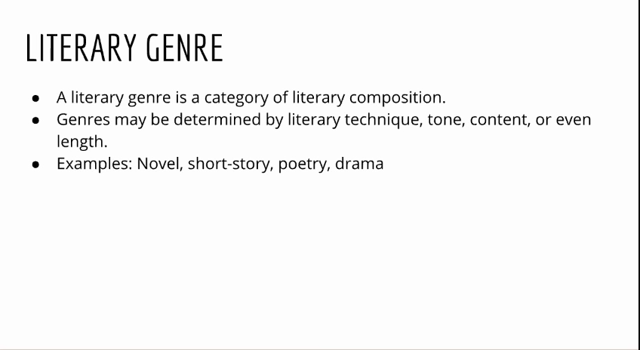 LITERARY GENRE
● A literary genre is a category of literary composition.
● Genres may be determined by literary technique, tone, content, or even
length.
● Examples: Novel, short-story, poetry, drama